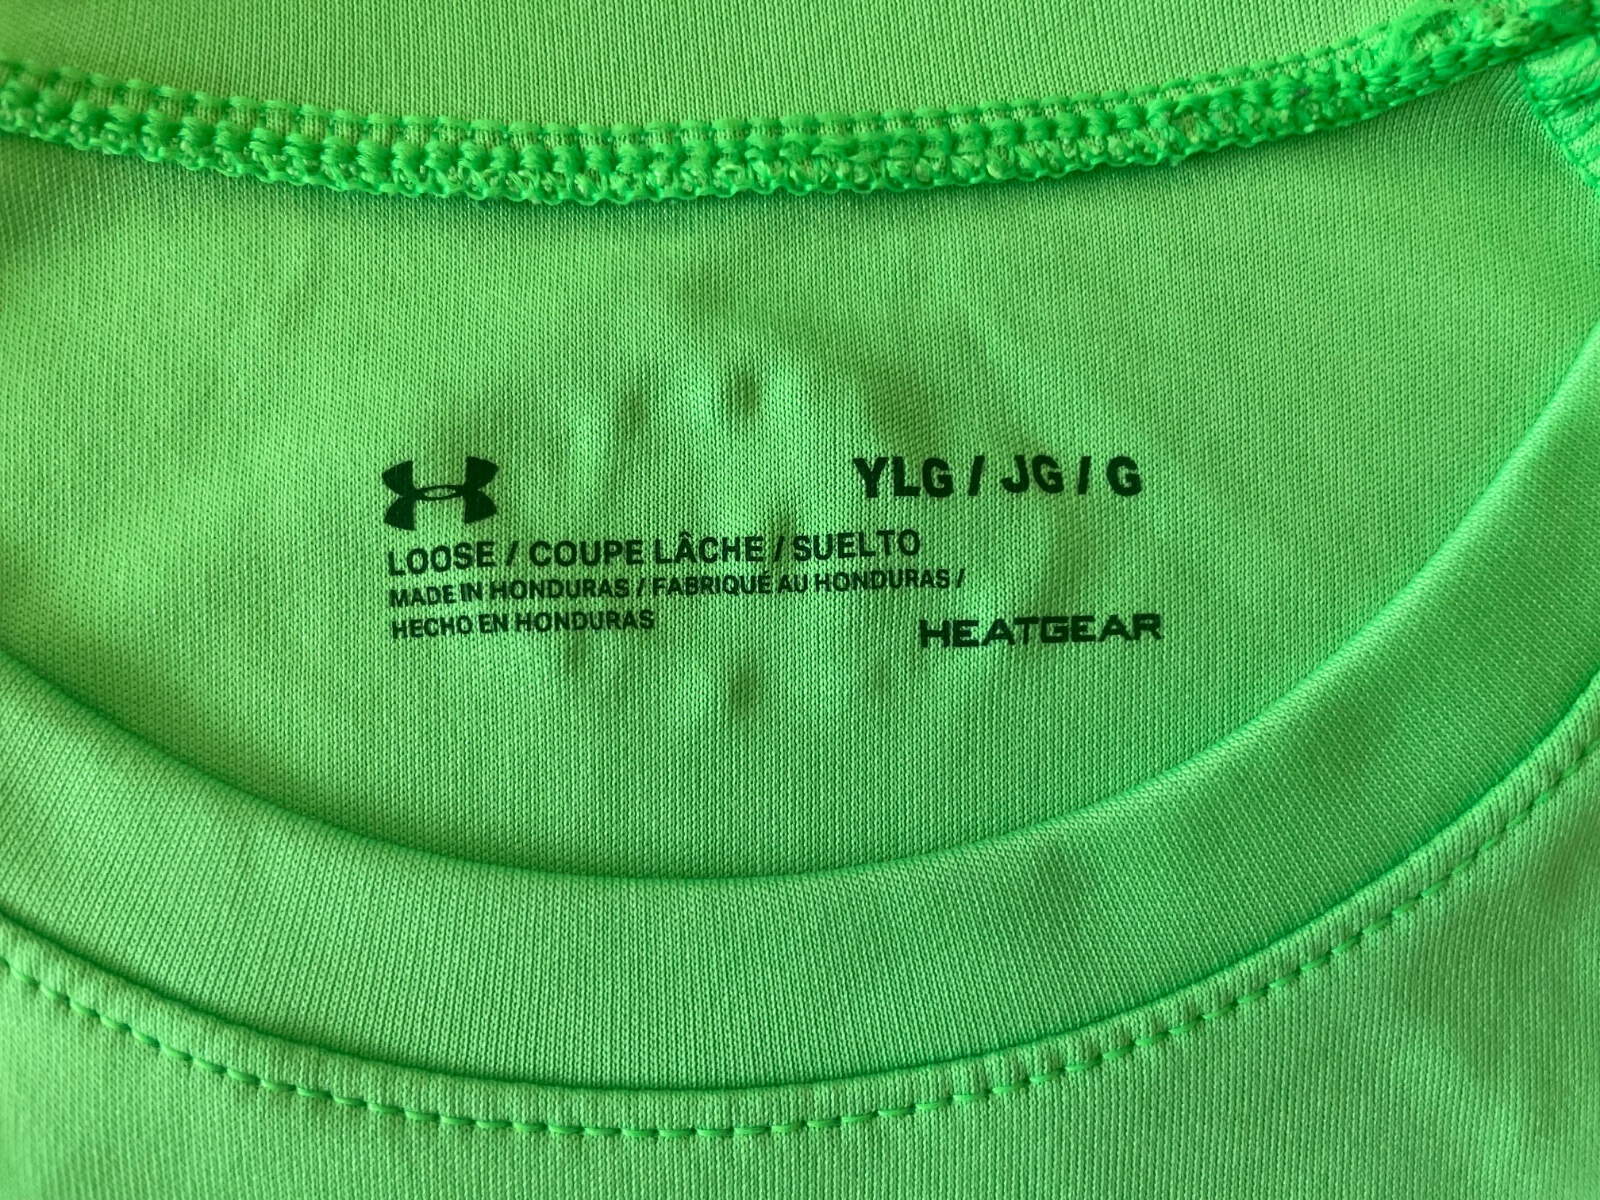 YLG / JG / G
LOOSE / COUPE LÂCHE / SUELTO
MADE IN HONDURAS / FABRIQUÉ AU HONDURAS /
HECHO EN HONDURAS
HEATGEAR